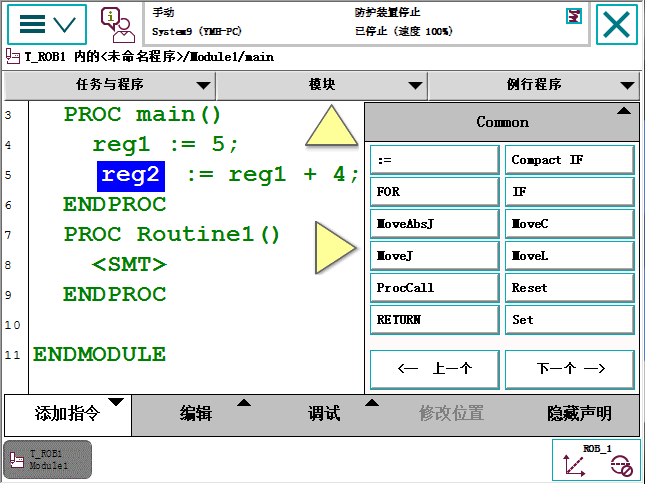 手动
防护装置停止
System9 (YMH-PC)
已停止 (速度 100%)
T_ROB1 内的<未命名程序>/Module1/main
任务与程序
模块
例行程序
3 PROC main()
4 reg1 := 5;
5 reg2 := reg1 + 4;
6 ENDPROC
7 PROC Routine1()
8 <SMT>
9 ENDPROC
10
11 ENDMODULE
Common
:= Compact IF
FOR IF
MoveAbsJ MoveC
MoveJ MoveL
ProcCall Reset
RETURN Set
<— 上一个 下一个 —>
添加指令 编辑 调试 修改位置 隐藏声明
T_ROB1
Module1
ROB_1